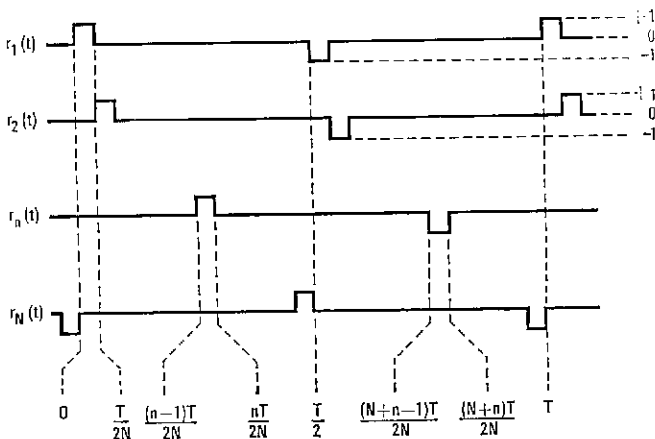 r₁(t) 1
0
-1
r₂(t) 1
0
-1
rₙ(t)
r_N(t)
0 T/2N (n-1)T/2N nT/2N T/2 (N+n-1)T/2N (N+n)T/2N T